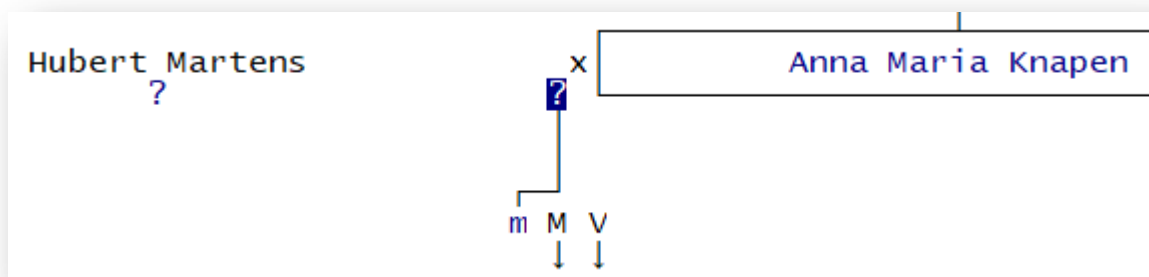 Hubert Martens x Anna Maria Knapen
? ?
m M V
↓ ↓